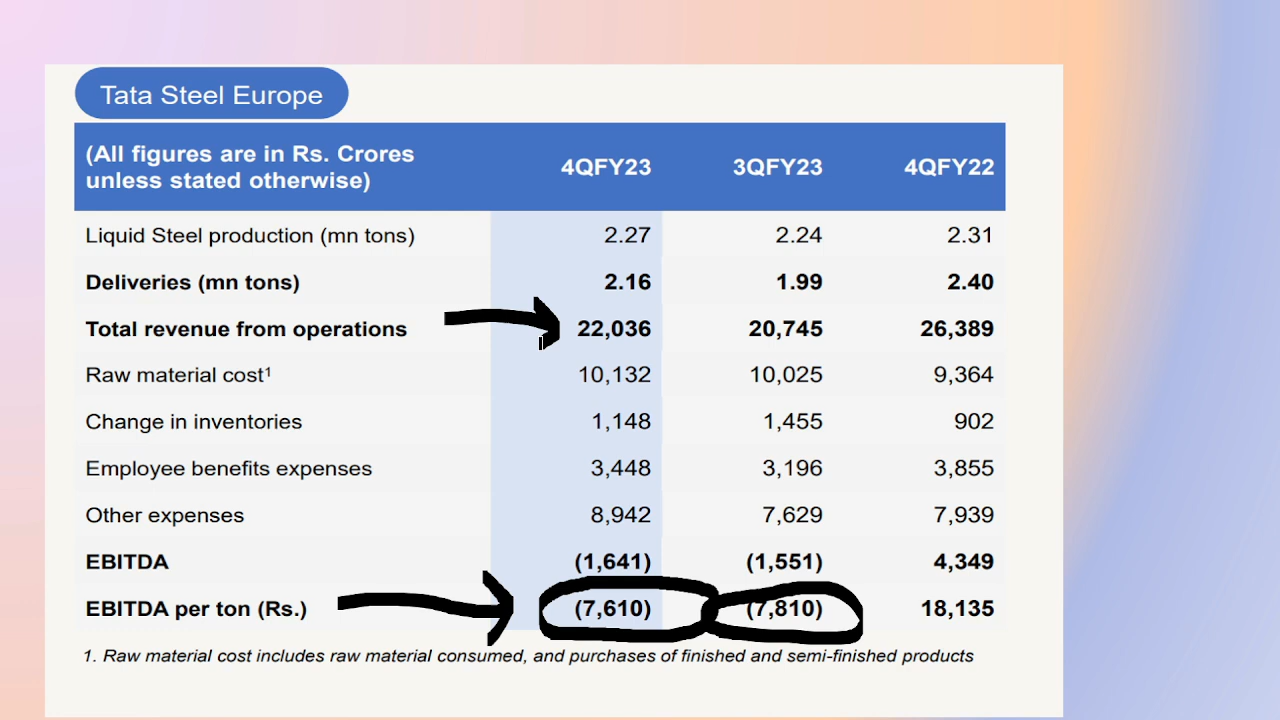 Tata Steel Europe
(All figures are in Rs. Crores unless stated otherwise) 4QFY23 3QFY23 4QFY22
Liquid Steel production (mn tons) 2.27 2.24 2.31
Deliveries (mn tons) 2.16 1.99 2.40
Total revenue from operations 22,036 20,745 26,389
Raw material cost¹ 10,132 10,025 9,364
Change in inventories 1,148 1,455 902
Employee benefits expenses 3,448 3,196 3,855
Other expenses 8,942 7,629 7,939
EBITDA (1,641) (1,551) 4,349
EBITDA per ton (Rs.) (7,610) (7,810) 18,135
1. Raw material cost includes raw material consumed, and purchases of finished and semi-finished products